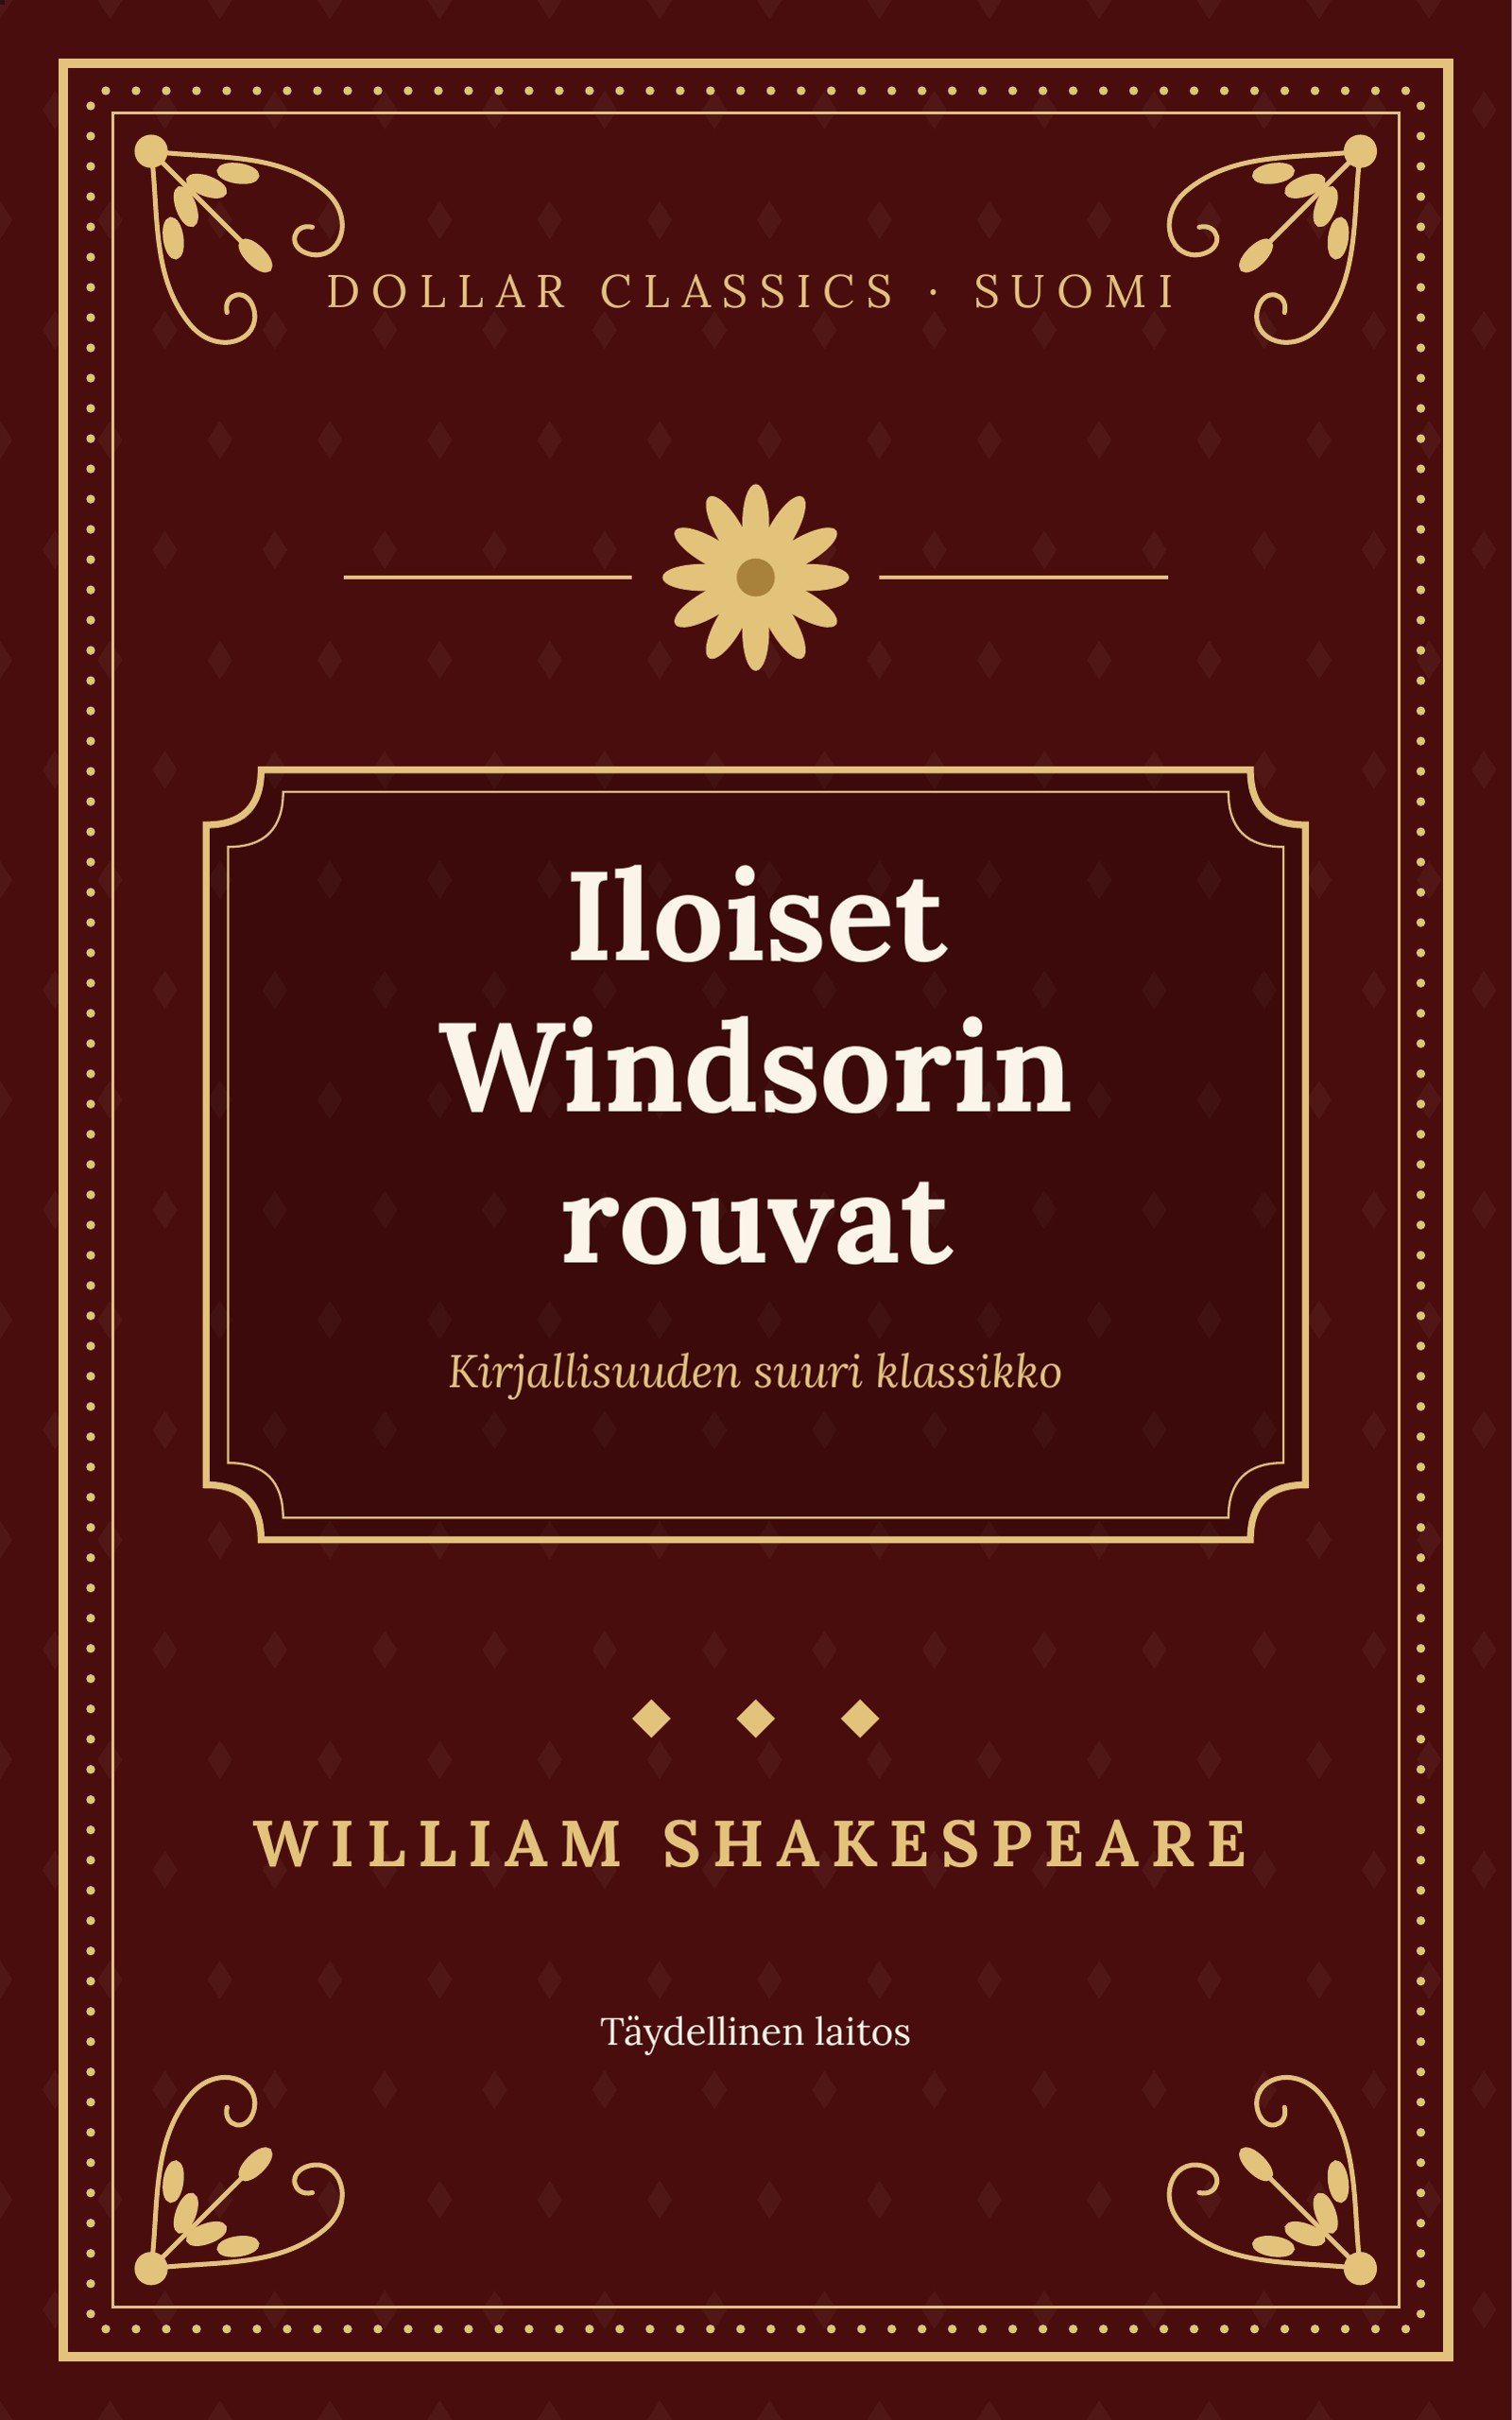 DOLLAR CLASSICS · SUOMI
Iloiset
Windsorin
rouvat
Kirjallisuuden suuri klassikko
WILLIAM SHAKESPEARE
Täydellinen laitos